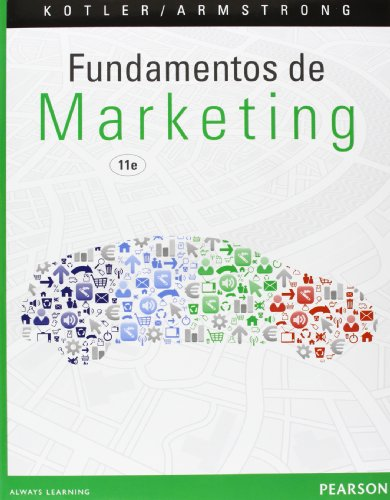 KOTLER/ARMSTRONG
Fundamentos de
Marketing
11e
ALWAYS LEARNING
PEARSON